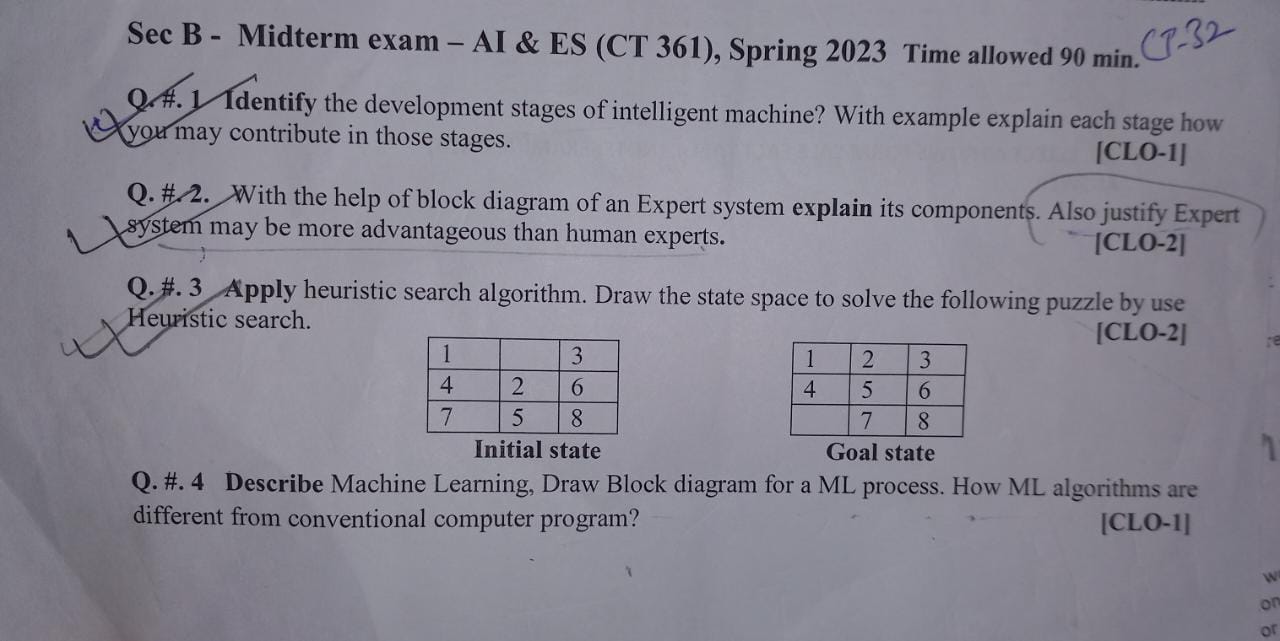 Sec B - Midterm exam – AI & ES (CT 361), Spring 2023 Time allowed 90 min. CT-32
Q. #. 1 Identify the development stages of intelligent machine? With example explain each stage how
you may contribute in those stages. [CLO-1]
Q. #. 2. With the help of block diagram of an Expert system explain its components. Also justify Expert
system may be more advantageous than human experts. [CLO-2]
Q. #. 3 Apply heuristic search algorithm. Draw the state space to solve the following puzzle by use
Heuristic search. [CLO-2]
1 3
4 2 6
7 5 8
Initial state
1 2 3
4 5 6
7 8
Goal state
Q. #. 4 Describe Machine Learning, Draw Block diagram for a ML process. How ML algorithms are
different from conventional computer program? [CLO-1]
on
or